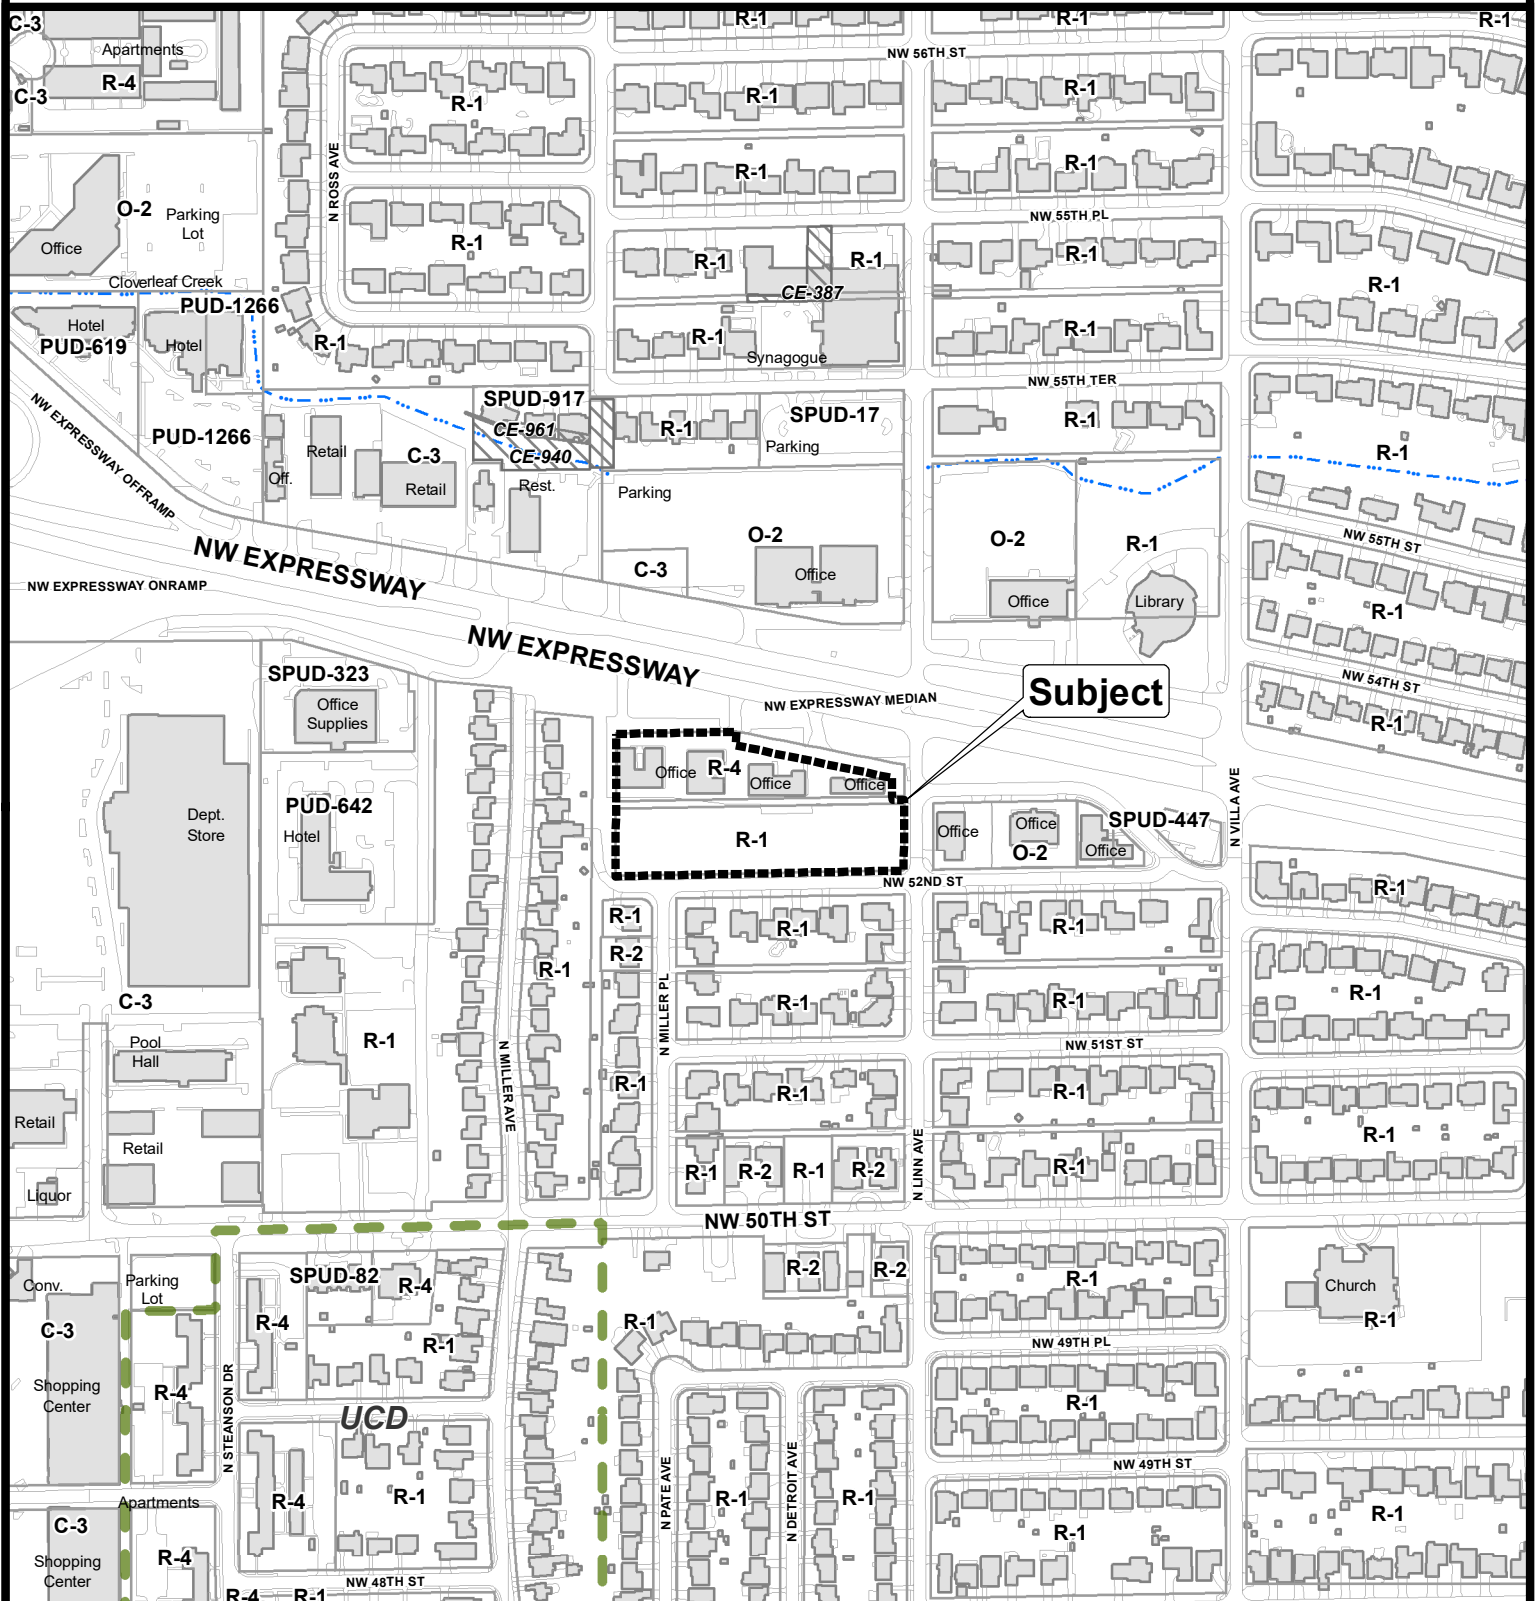 C-3
R-1
R-1
R-1
Apartments
NW 56TH ST
R-4
C-3
R-1
R-1
R-1
N ROSS AVE
R-1
R-1
O-2
Parking
Lot
NW 55TH PL
Office
R-1
R-1
R-1
R-1
Cloverleaf Creek
R-1
CE-387
PUD-1266
Hotel
PUD-619
Hotel
R-1
R-1
R-1
Synagogue
NW 55TH TER
NW EXPRESSWAY OFFRAMP
SPUD-917
SPUD-17
CE-961
R-1
R-1
PUD-1266
Retail
C-3
CE-940
Parking
R-1
Off.
Retail
Rest.
Parking
NW EXPRESSWAY
O-2
O-2
R-1
NW 55TH ST
C-3
Office
NW EXPRESSWAY ONRAMP
Office
Library
R-1
NW EXPRESSWAY
SPUD-323
Office
Supplies
Subject
NW 54TH ST
NW EXPRESSWAY MEDIAN
R-1
Office
R-4
Office
Office
N VILLA AVE
PUD-642
Hotel
Dept.
Store
R-1
Office
Office
O-2
Office
SPUD-447
NW 52ND ST
R-1
R-1
R-1
R-1
R-2
R-1
C-3
N MILLER PL
R-1
R-1
R-1
R-1
Pool
Hall
N MILLER AVE
NW 51ST ST
R-1
R-1
R-1
Retail
Retail
N LINN AVE
R-1
R-1
R-2
R-1
R-2
R-1
Liquor
NW 50TH ST
Conv.
Parking
Lot
SPUD-82
R-4
R-2
R-2
R-1
Church
R-1
C-3
R-4
R-1
R-1
NW 49TH PL
N STEANSON DR
Shopping
Center
R-4
R-1
UCD
N PATE AVE
N DETROIT AVE
NW 49TH ST
Apartments
R-4
R-1
R-1
R-1
R-1
R-1
C-3
Shopping
Center
R-4
NW 48TH ST
R-4
R-1